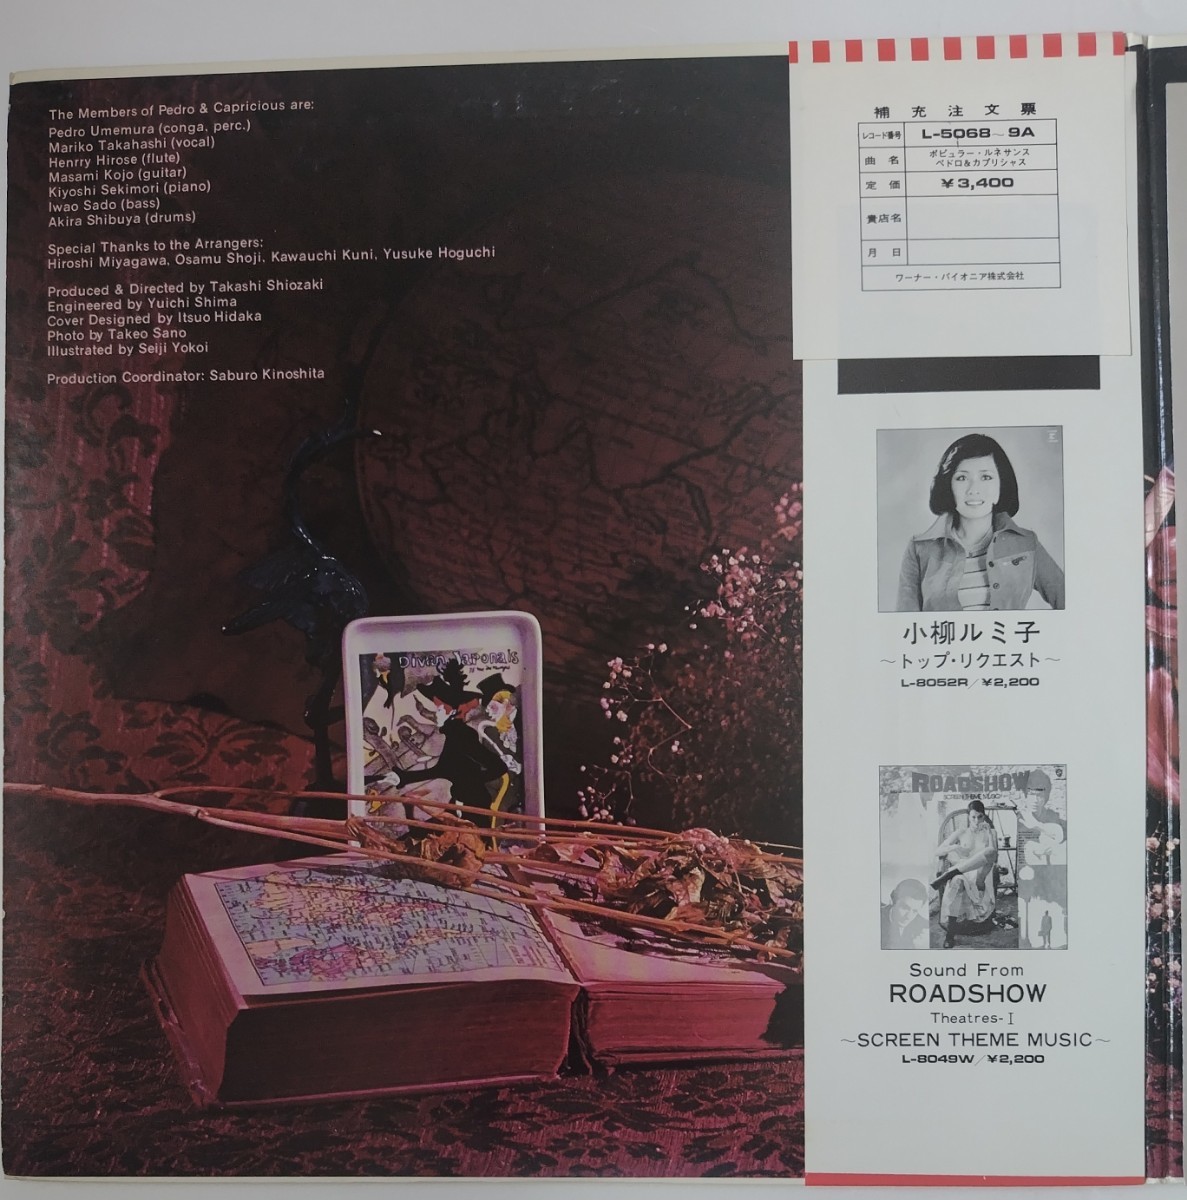 The Members of Pedro & Capricious are:
Pedro Umemura (conga, perc.)
Mariko Takahashi (vocal)
Henrry Hirose (flute)
Masami Kojo (guitar)
Kiyoshi Sekimori (piano)
Iwao Sado (bass)
Akira Shibuya (drums)
Special Thanks to the Arrangers:
Hiroshi Miyagawa, Osamu Shoji, Kawauchi Kuni, Yusuke Hoguchi
Produced & Directed by Takashi Shiozaki
Engineered by Yuichi Shima
Cover Designed by Itsuo Hidaka
Photo by Takeo Sano
Illustrated by Seiji Yokoi
Production Coordinator: Saburo Kinoshita
Divan Japonais
補充注文票
レコード番号 L-5068~9A
曲名 ポピュラー・ルネサンス
ペドロ&カプリシャス
定価 ¥3,400
貴店名
月日
ワーナー・パイオニア株式会社
小柳ルミ子
~トップ・リクエスト~
L-8052R/¥2,200
ROADSHOW
SCREEN THEME MUSIC
Sound From
ROADSHOW
Theatres-I
~SCREEN THEME MUSIC~
L-8049W/¥2,200